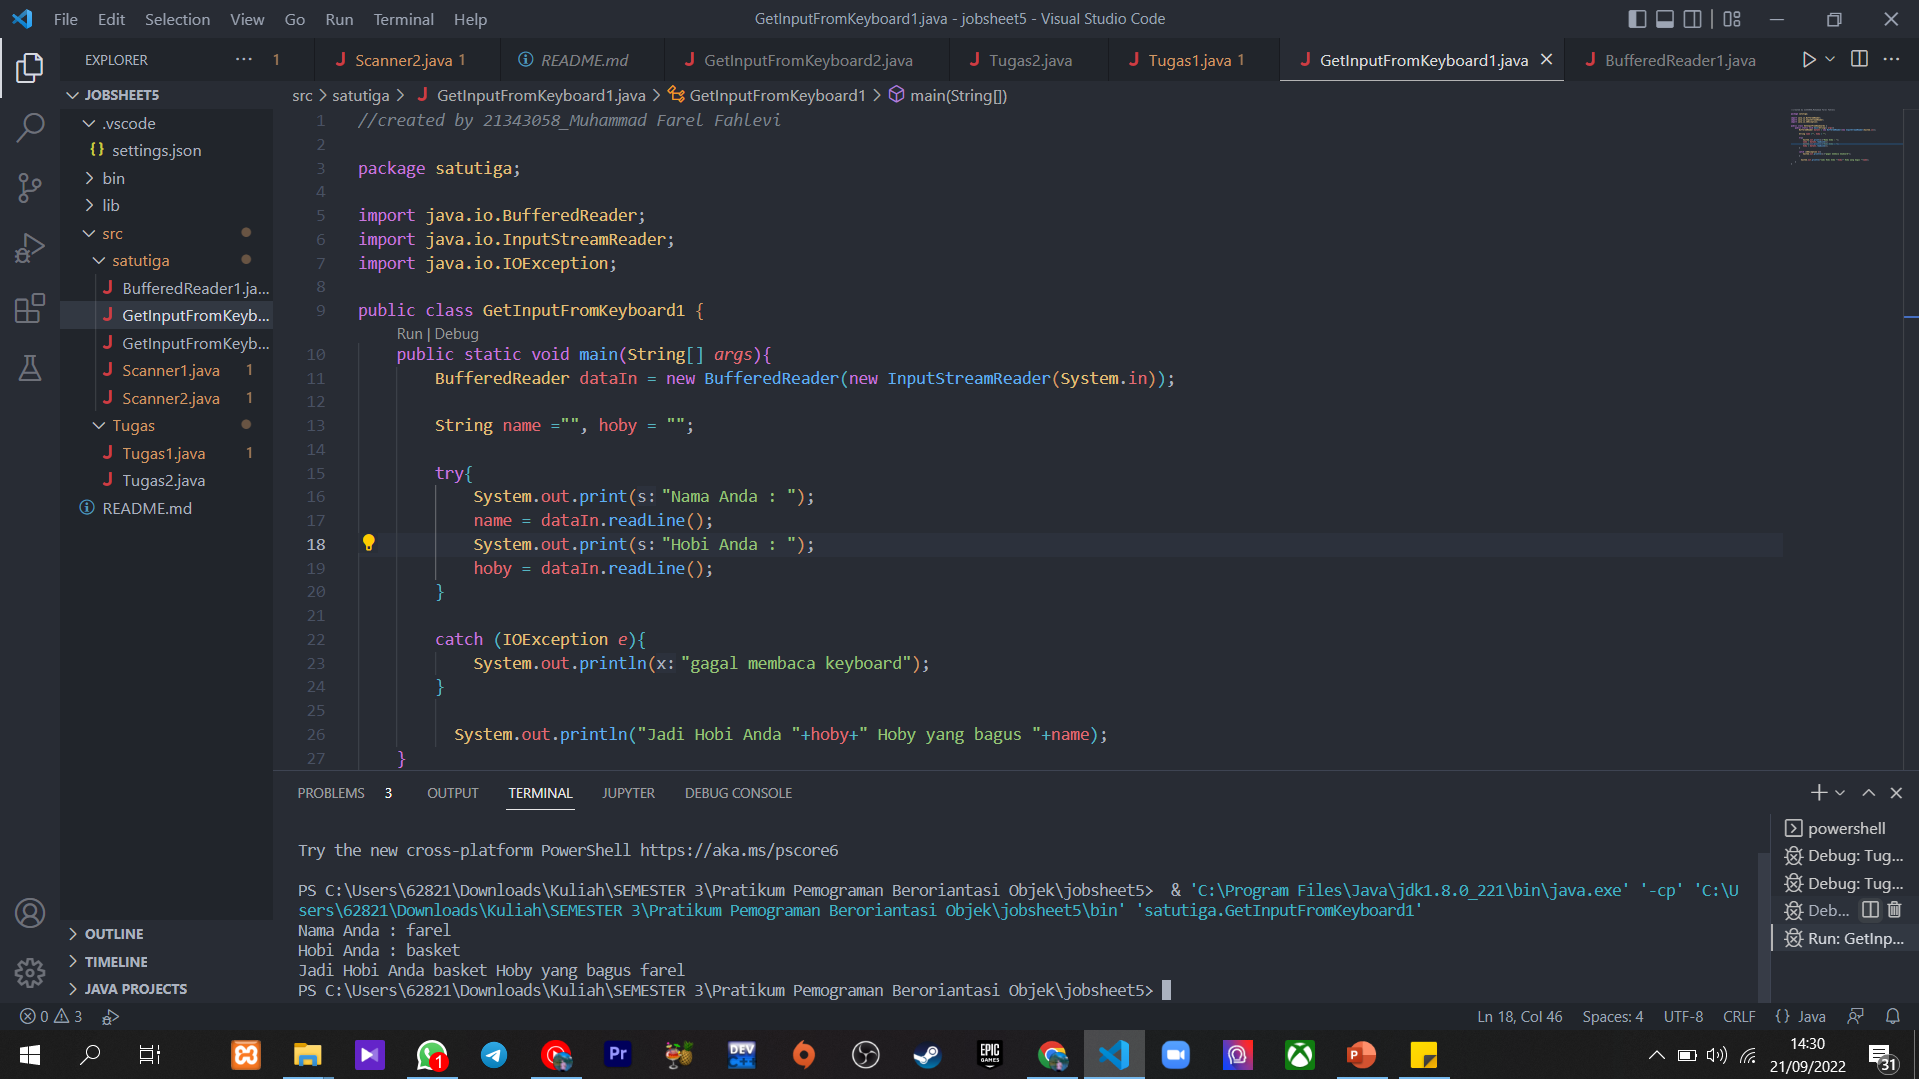 File Edit Selection View Go Run Terminal Help
GetInputFromKeyboard1.java - jobsheet5 - Visual Studio Code
EXPLORER ··· 1
Scanner2.java 1
README.md
GetInputFromKeyboard2.java
Tugas2.java
Tugas1.java 1
GetInputFromKeyboard1.java
BufferedReader1.java
JOBSHEET5
.vscode
{} settings.json
bin
lib
src
satutiga
BufferedReader1.ja...
GetInputFromKeyb...
GetInputFromKeyb...
Scanner1.java 1
Scanner2.java 1
Tugas
Tugas1.java 1
Tugas2.java
README.md
OUTLINE
TIMELINE
JAVA PROJECTS
src > satutiga > GetInputFromKeyboard1.java > GetInputFromKeyboard1 > main(String[])
1 //created by 21343058_Muhammad Farel Fahlevi
2
3 package satutiga;
4
5 import java.io.BufferedReader;
6 import java.io.InputStreamReader;
7 import java.io.IOException;
8
9 public class GetInputFromKeyboard1 {
Run | Debug
10 public static void main(String[] args){
11 BufferedReader dataIn = new BufferedReader(new InputStreamReader(System.in));
12
13 String name ="", hoby = "";
14
15 try{
16 System.out.print(s: "Nama Anda : ");
17 name = dataIn.readLine();
18 System.out.print(s: "Hobi Anda : ");
19 hoby = dataIn.readLine();
20 }
21
22 catch (IOException e){
23 System.out.println(x: "gagal membaca keyboard");
24 }
25
26 System.out.println("Jadi Hobi Anda "+hoby+" Hoby yang bagus "+name);
27 }
PROBLEMS 3 OUTPUT TERMINAL JUPYTER DEBUG CONSOLE
Try the new cross-platform PowerShell https://aka.ms/pscore6
PS C:\Users\62821\Downloads\Kuliah\SEMESTER 3\Pratikum Pemograman Beroriantasi Objek\jobsheet5> & 'C:\Program Files\Java\jdk1.8.0_221\bin\java.exe' '-cp' 'C:\U
sers\62821\Downloads\Kuliah\SEMESTER 3\Pratikum Pemograman Beroriantasi Objek\jobsheet5\bin' 'satutiga.GetInputFromKeyboard1'
Nama Anda : farel
Hobi Anda : basket
Jadi Hobi Anda basket Hoby yang bagus farel
PS C:\Users\62821\Downloads\Kuliah\SEMESTER 3\Pratikum Pemograman Beroriantasi Objek\jobsheet5>
powershell
Debug: Tug...
Debug: Tug...
Deb...
Run: GetInp...
0 3
Ln 18, Col 46 Spaces: 4 UTF-8 CRLF {} Java
1
Pr
DEV
EPIC GAMES
P
14:30
21/09/2022
31